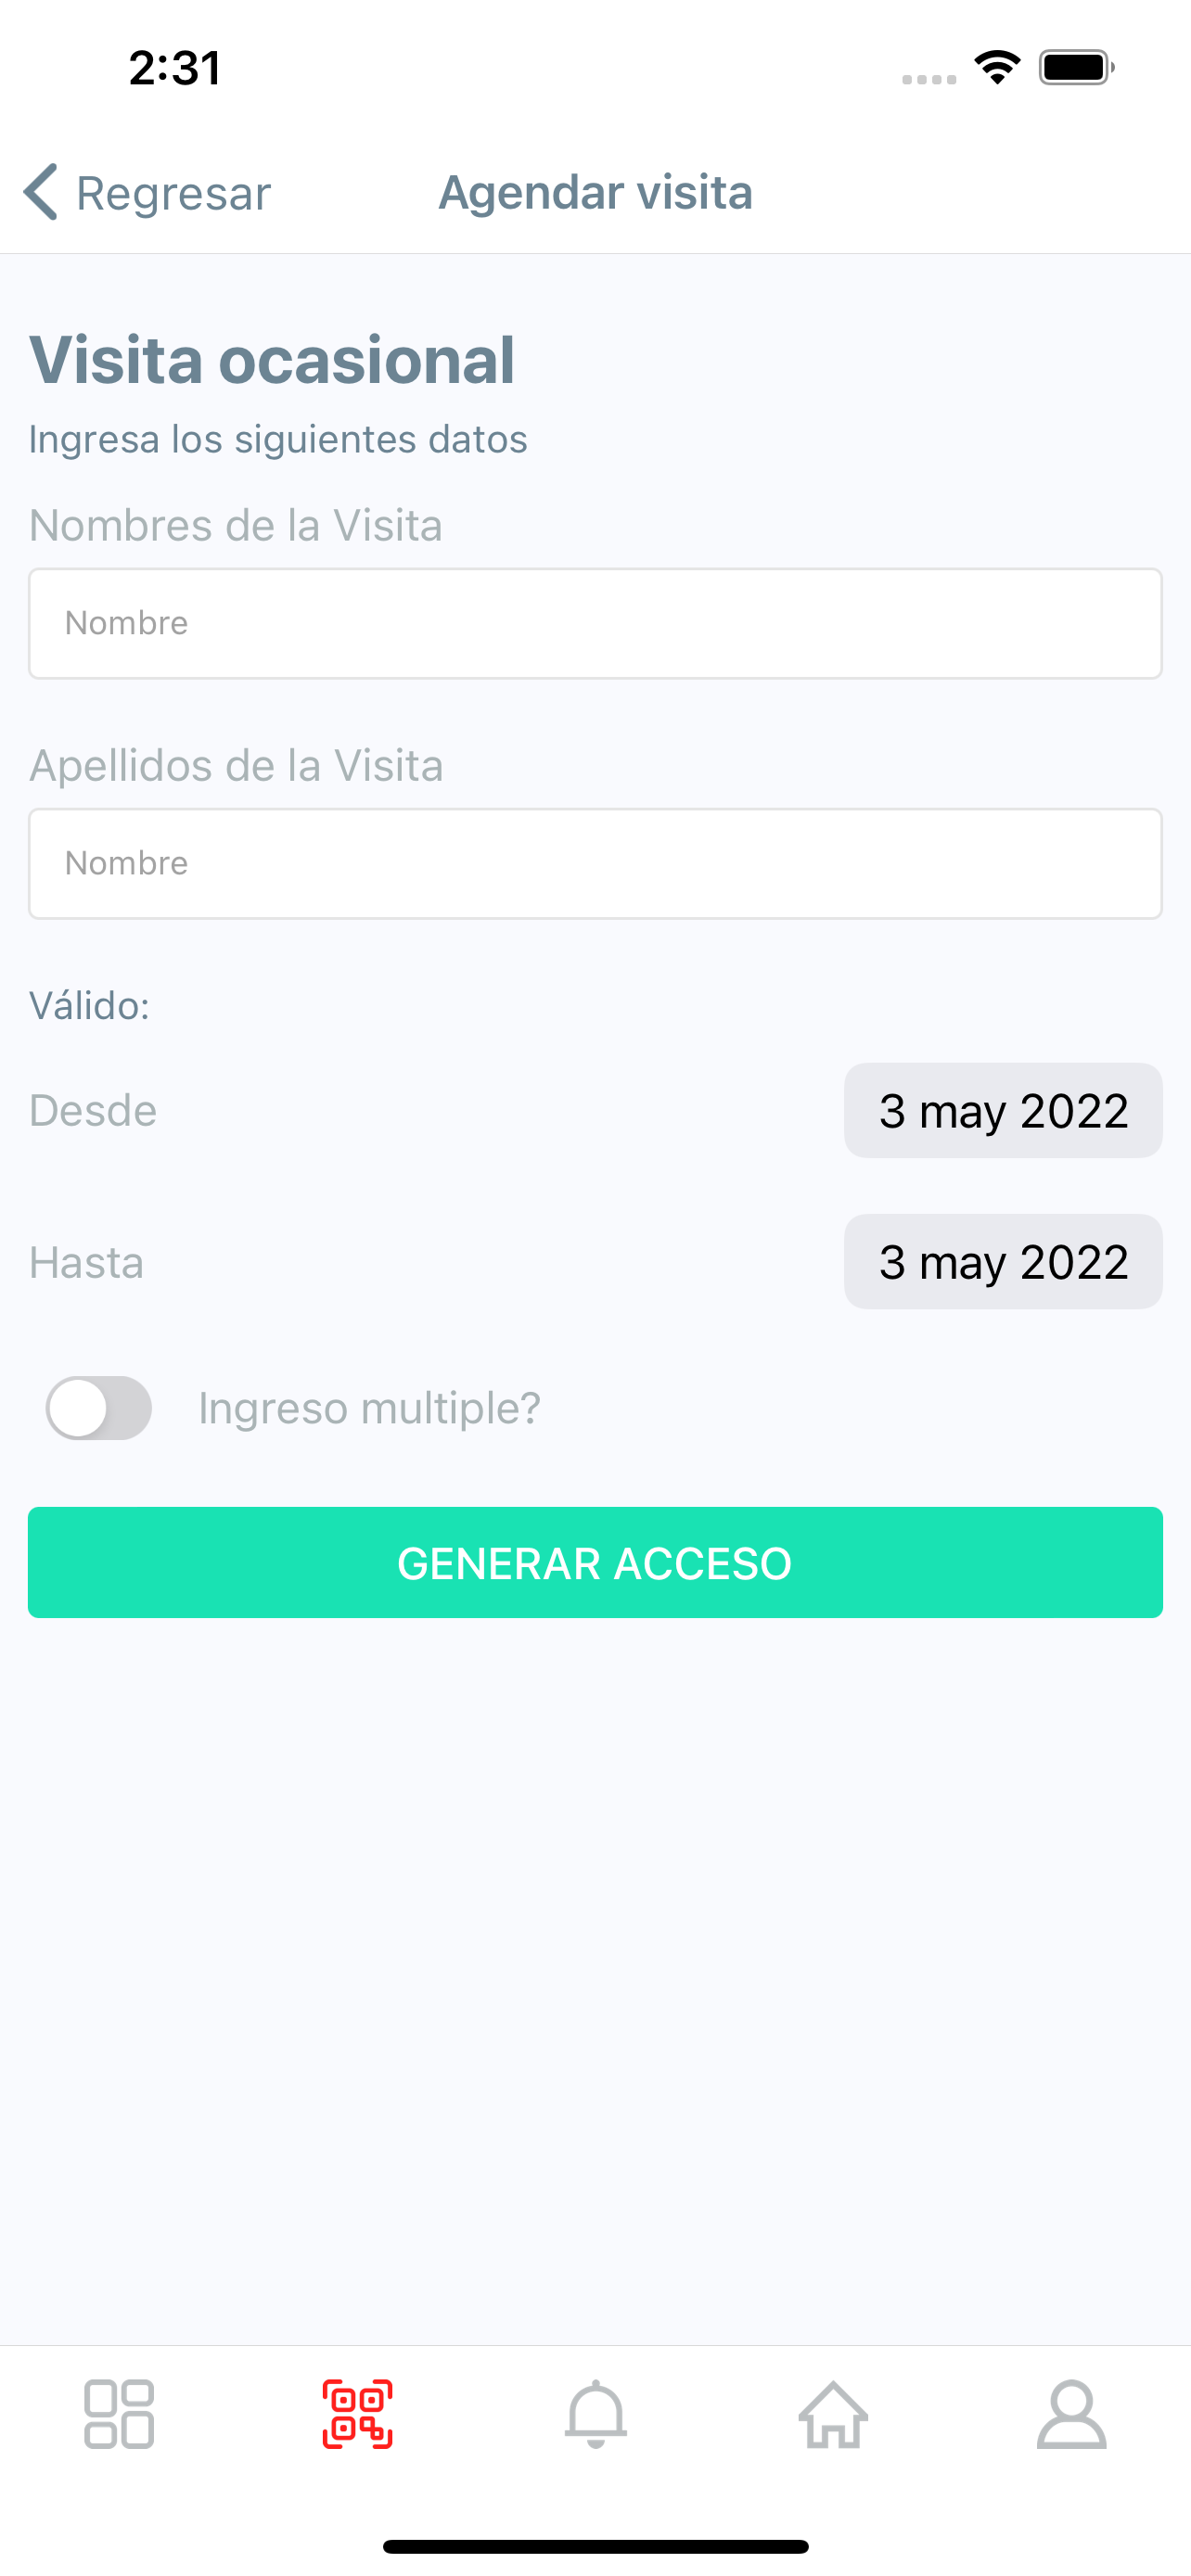 2:31
Regresar
Agendar visita
Visita ocasional
Ingresa los siguientes datos
Nombres de la Visita
Nombre
Apellidos de la Visita
Nombre
Válido:
Desde
3 may 2022
Hasta
3 may 2022
Ingreso multiple?
GENERAR ACCESO